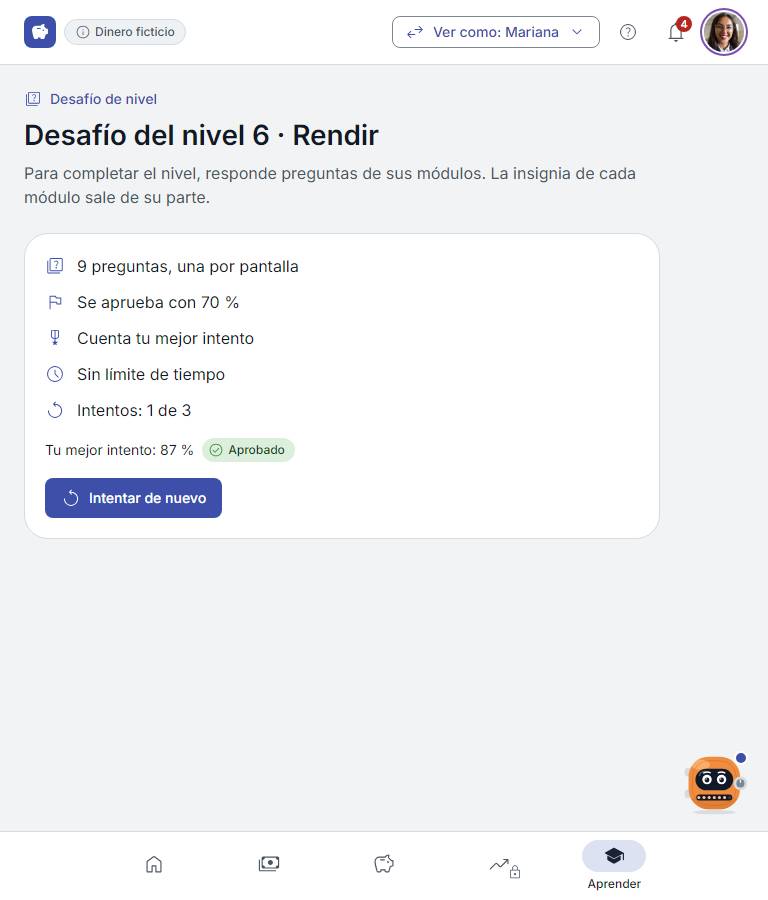 Dinero ficticio
Ver como: Mariana
4
Desafío de nivel
Desafío del nivel 6 · Rendir
Para completar el nivel, responde preguntas de sus módulos. La insignia de cada
módulo sale de su parte.
9 preguntas, una por pantalla
Se aprueba con 70 %
Cuenta tu mejor intento
Sin límite de tiempo
Intentos: 1 de 3
Tu mejor intento: 87 % Aprobado
Intentar de nuevo
Aprender